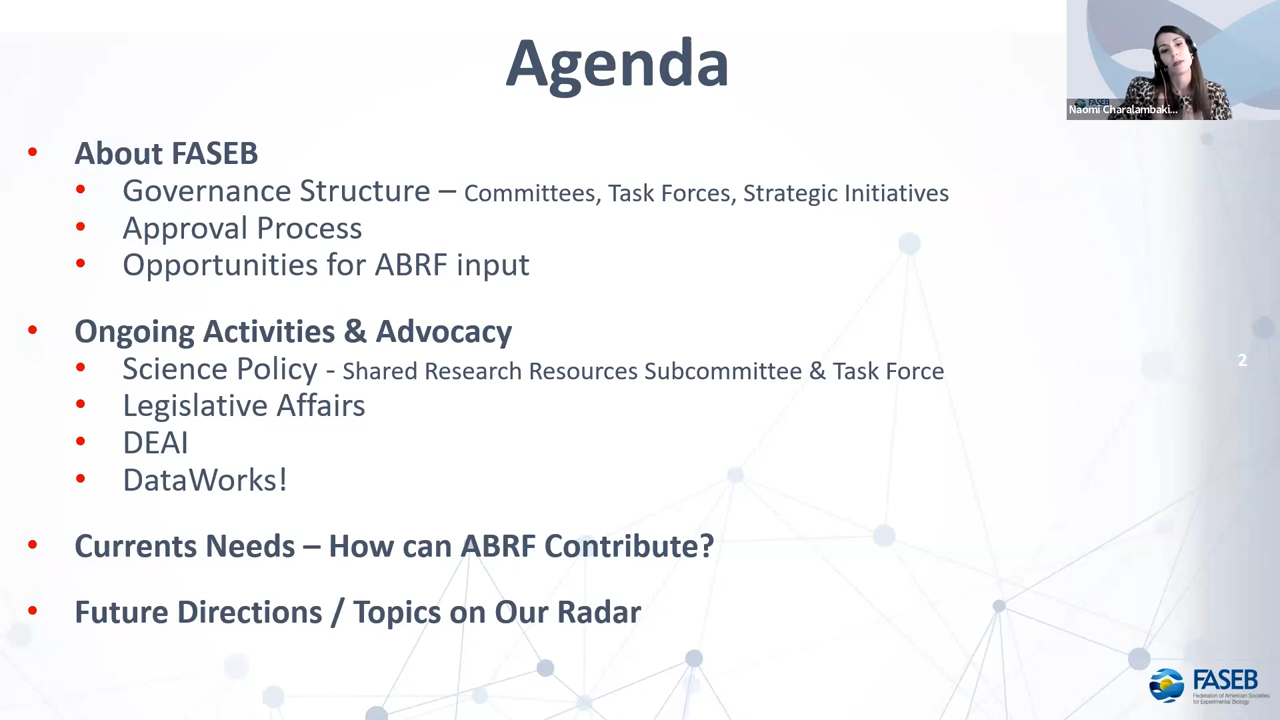 Agenda
FASEB
Naomi Charalambaki...
• About FASEB
• Governance Structure – Committees, Task Forces, Strategic Initiatives
• Approval Process
• Opportunities for ABRF input
• Ongoing Activities & Advocacy
• Science Policy - Shared Research Resources Subcommittee & Task Force
• Legislative Affairs
• DEAI
• DataWorks!
2
• Currents Needs – How can ABRF Contribute?
• Future Directions / Topics on Our Radar
FASEB
Federation of American Societies
for Experimental Biology